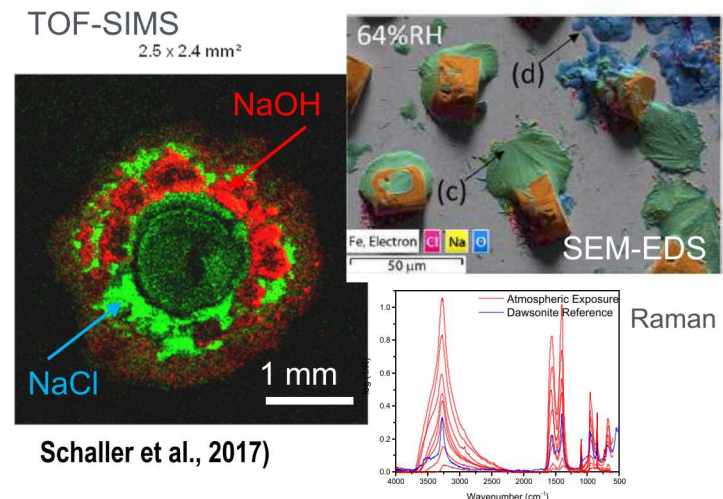 TOF-SIMS
2.5 x 2.4 mm²
NaOH
NaCl
1 mm
Schaller et al., 2017)
64%RH
(d)
(c)
Fe, Electron Cl Na O
50 μm
SEM-EDS
Atmospheric Exposure
Dawsonite Reference
Raman
1.0
0.8
0.6
0.4
0.2
0.0
4000 3500 3000 2500 2000 1500 1000 500
Wavenumber (cm⁻¹)